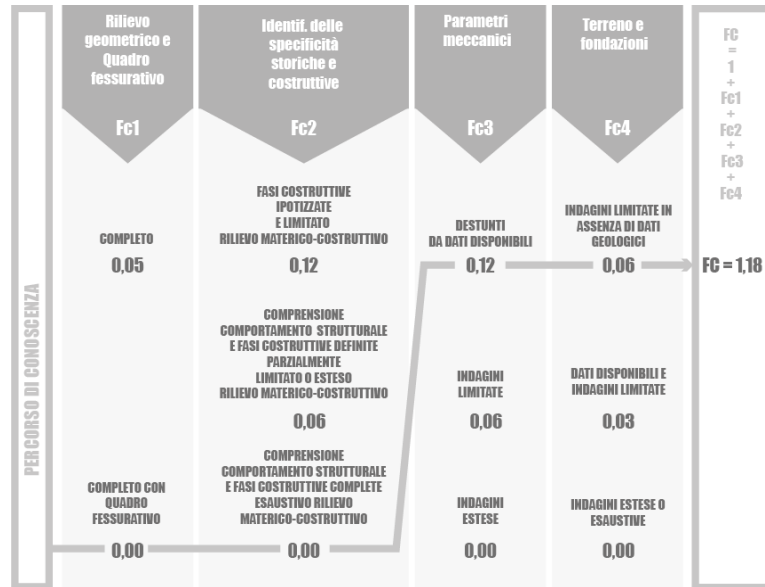 PERCORSO DI CONOSCENZA
Rilievo
geometrico e
Quadro
fessurativo
Fc1
COMPLETO
0,05
COMPLETO CON
QUADRO
FESSURATIVO
0,00
Identif. delle
specificità
storiche e
costruttive
Fc2
FASI COSTRUTTIVE
IPOTIZZATE
E LIMITATO
RILIEVO MATERICO-COSTRUTTIVO
0,12
COMPRENSIONE
COMPORTAMENTO STRUTTURALE
E FASI COSTRUTTIVE DEFINITE
PARZIALMENTE
LIMITATO O ESTESO
RILIEVO MATERICO-COSTRUTTIVO
0,06
COMPRENSIONE
COMPORTAMENTO STRUTTURALE
E FASI COSTRUTTIVE COMPLETE
ESAUSTIVO RILIEVO
MATERICO-COSTRUTTIVO
0,00
Parametri
meccanici
Fc3
DESTUNTI
DA DATI DISPONIBILI
0,12
INDAGINI
LIMITATE
0,06
INDAGINI
ESTESE
0,00
Terreno e
fondazioni
Fc4
INDAGINI LIMITATE IN
ASSENZA DI DATI
GEOLOGICI
0,06
DATI DISPONIBILI E
INDAGINI LIMITATE
0,03
INDAGINI ESTESE O
ESAUSTIVE
0,00
FC
=
1
+
Fc1
+
Fc2
+
Fc3
+
Fc4
FC = 1,18